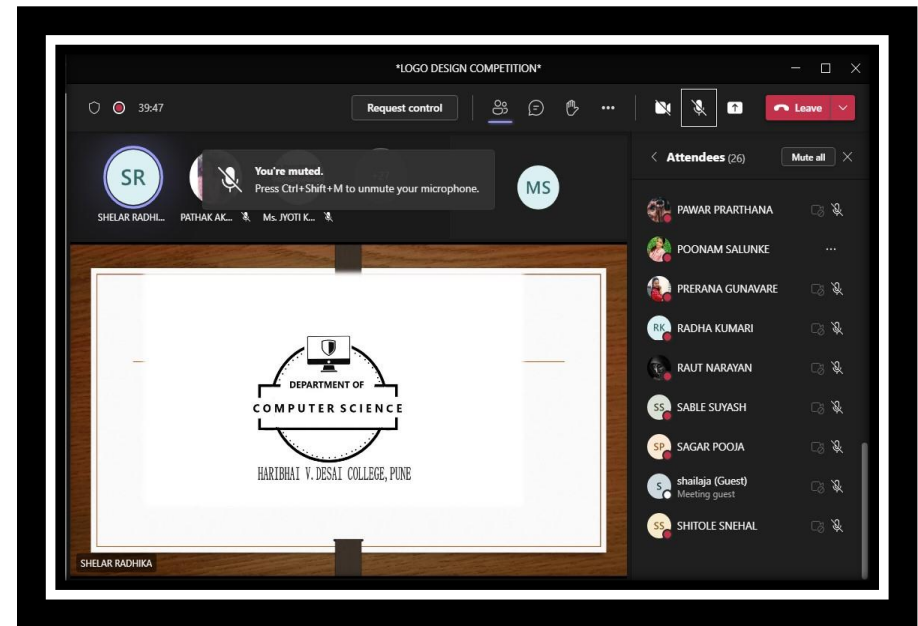 *LOGO DESIGN COMPETITION*
39:47
Request control
Leave
SR
You're muted.
Press Ctrl+Shift+M to unmute your microphone.
MS
SHELAR RADHI...
PATHAK AK...
Ms. JYOTI K...
DEPARTMENT OF
COMPUTER SCIENCE
HARIBHAI V. DESAI COLLEGE, PUNE
SHELAR RADHIKA
Attendees (26)
Mute all
PAWAR PRARTHANA
POONAM SALUNKE
PRERANA GUNAVARE
RK
RADHA KUMARI
RAUT NARAYAN
SS
SABLE SUYASH
SP
SAGAR POOJA
S
shailaja (Guest)
Meeting guest
SS
SHITOLE SNEHAL